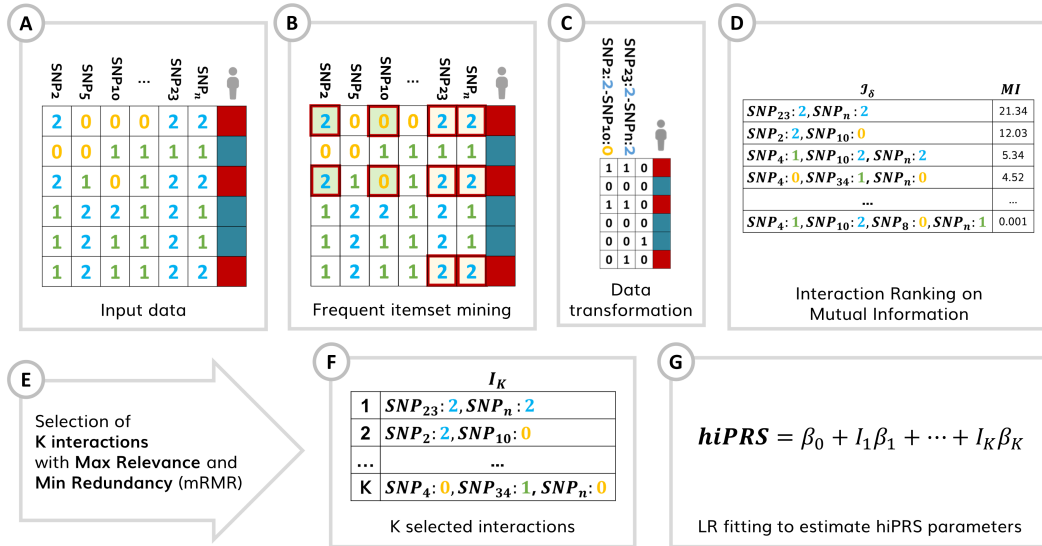 A
SNP2 SNP5 SNP10 ... SNP23 SNPn
2 0 0 0 2 2
0 0 1 1 1 1
2 1 0 1 2 2
1 2 2 1 2 1
1 2 1 1 2 1
1 2 1 1 2 2
Input data
B
SNP2 SNP5 SNP10 ... SNP23 SNPn
2 0 0 0 2 2
0 0 1 1 1 1
2 1 0 1 2 2
1 2 2 1 2 1
1 2 1 1 2 1
1 2 1 1 2 2
Frequent itemset mining
C
SNP2:2-SNP10:0
SNP23:2-SNPn:2
...
1 1 0
0 0 0
1 1 0
0 0 0
0 0 1
0 1 0
Data
transformation
D
I_δ MI
SNP23: 2, SNPn: 2 21.34
SNP2: 2, SNP10: 0 12.03
SNP4: 1, SNP10: 2, SNPn: 2 5.34
SNP4: 0, SNP34: 1, SNPn: 0 4.52
... ...
SNP4: 1, SNP10: 2, SNP8: 0, SNPn: 1 0.001
Interaction Ranking on
Mutual Information
E
Selection of
K interactions
with Max Relevance and
Min Redundancy (mRMR)
F
I_K
1 SNP23: 2, SNPn: 2
2 SNP2: 2, SNP10: 0
... ...
K SNP4: 0, SNP34: 1, SNPn: 0
K selected interactions
G
hiPRS = β0 + I1β1 + ⋯ + IKβK
LR fitting to estimate hiPRS parameters